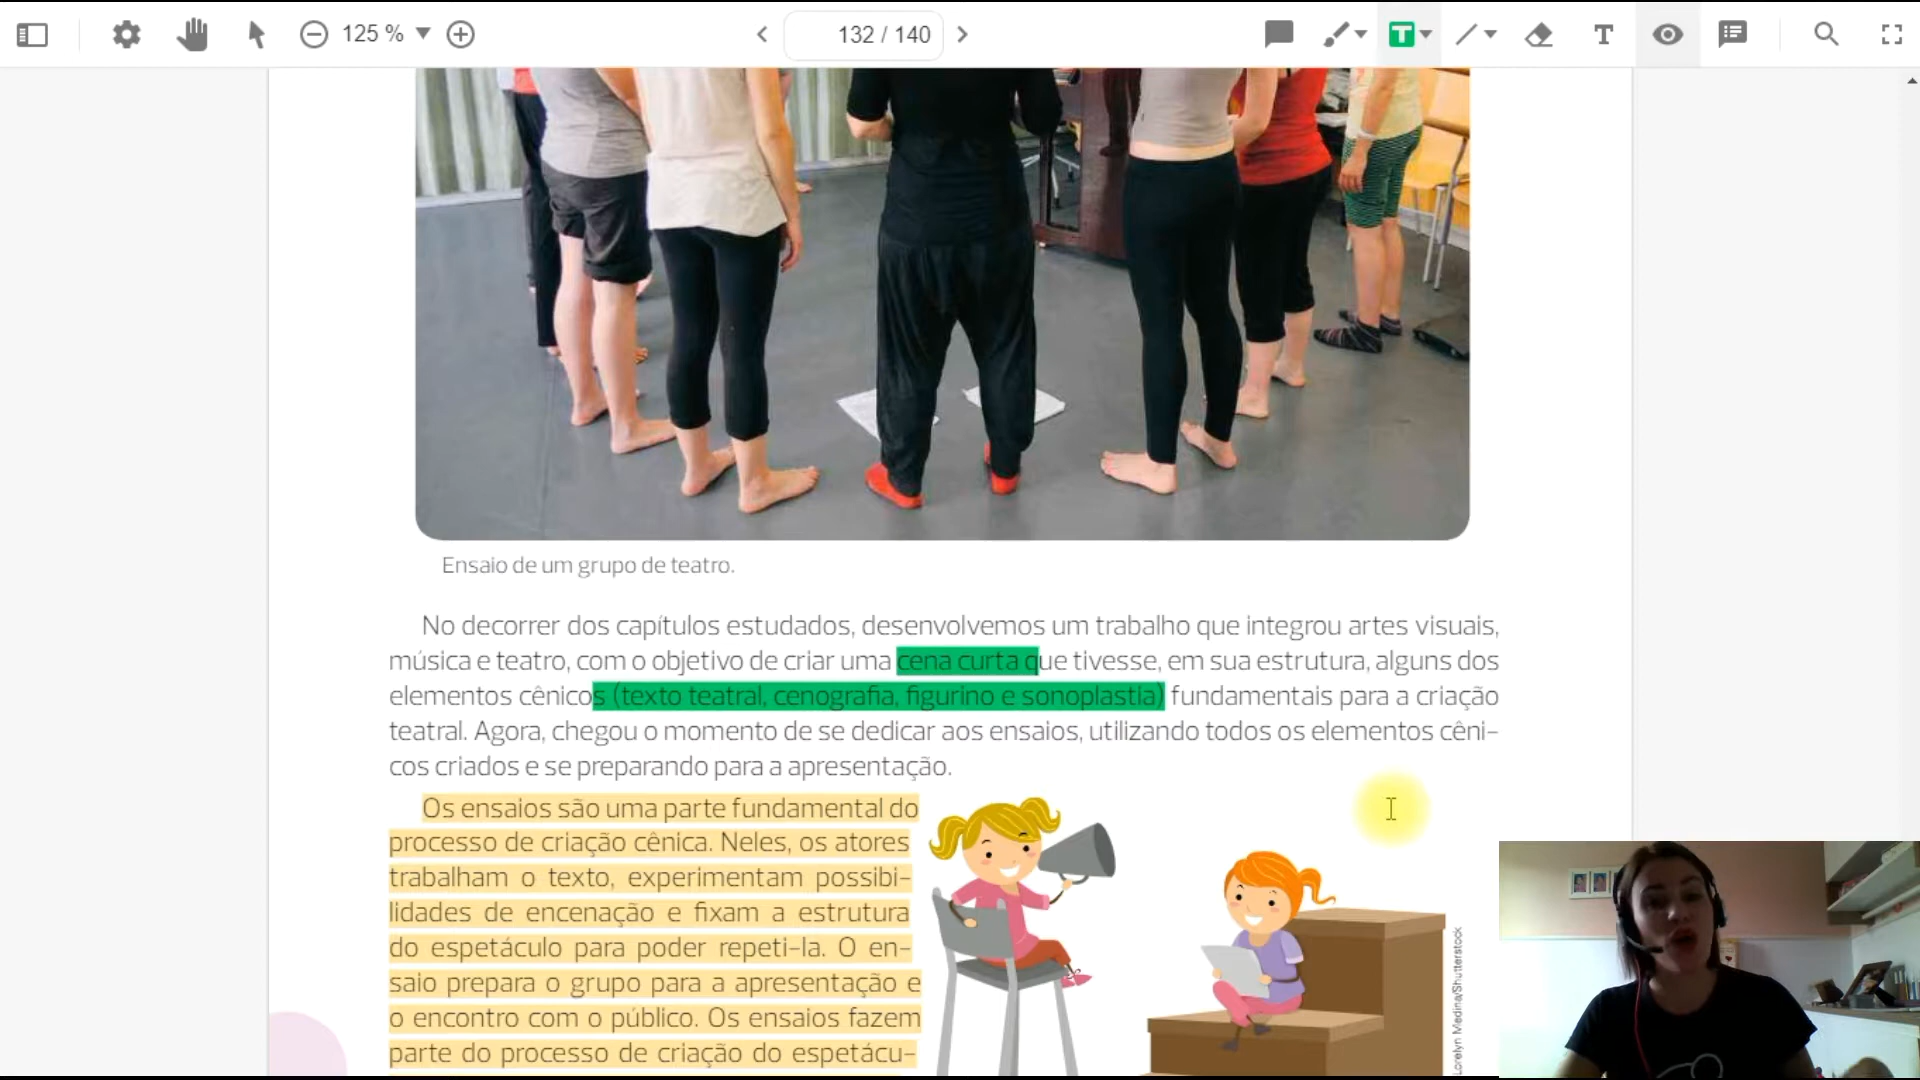 125 %
132 / 140
T
T
Ensaio de um grupo de teatro.
No decorrer dos capítulos estudados, desenvolvemos um trabalho que integrou artes visuais,
música e teatro, com o objetivo de criar uma cena curta que tivesse, em sua estrutura, alguns dos
elementos cênicos (texto teatral, cenografia, figurino e sonoplastia) fundamentais para a criação
teatral. Agora, chegou o momento de se dedicar aos ensaios, utilizando todos os elementos cêni-
cos criados e se preparando para a apresentação.
Os ensaios são uma parte fundamental do
processo de criação cênica. Neles, os atores
trabalham o texto, experimentam possibi-
lidades de encenação e fixam a estrutura
do espetáculo para poder repeti-la. O en-
saio prepara o grupo para a apresentação e
o encontro com o público. Os ensaios fazem
parte do processo de criação do espetácu-
Lorelyn Medina/Shutterstock